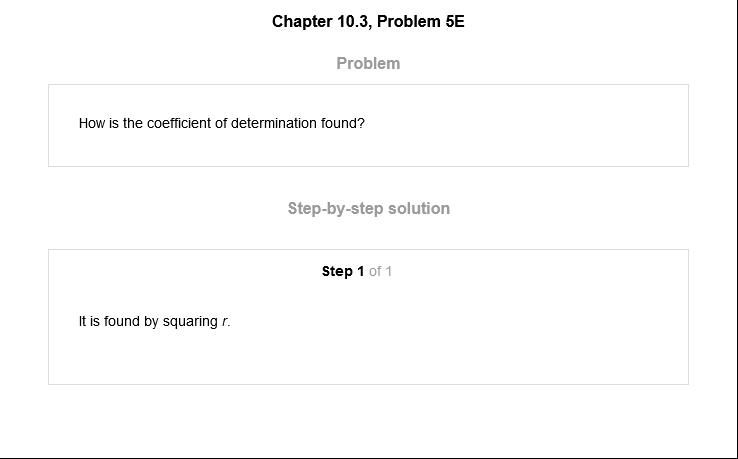 Chapter 10.3, Problem 5E
Problem
How is the coefficient of determination found?
Step-by-step solution
Step 1 of 1
It is found by squaring r.